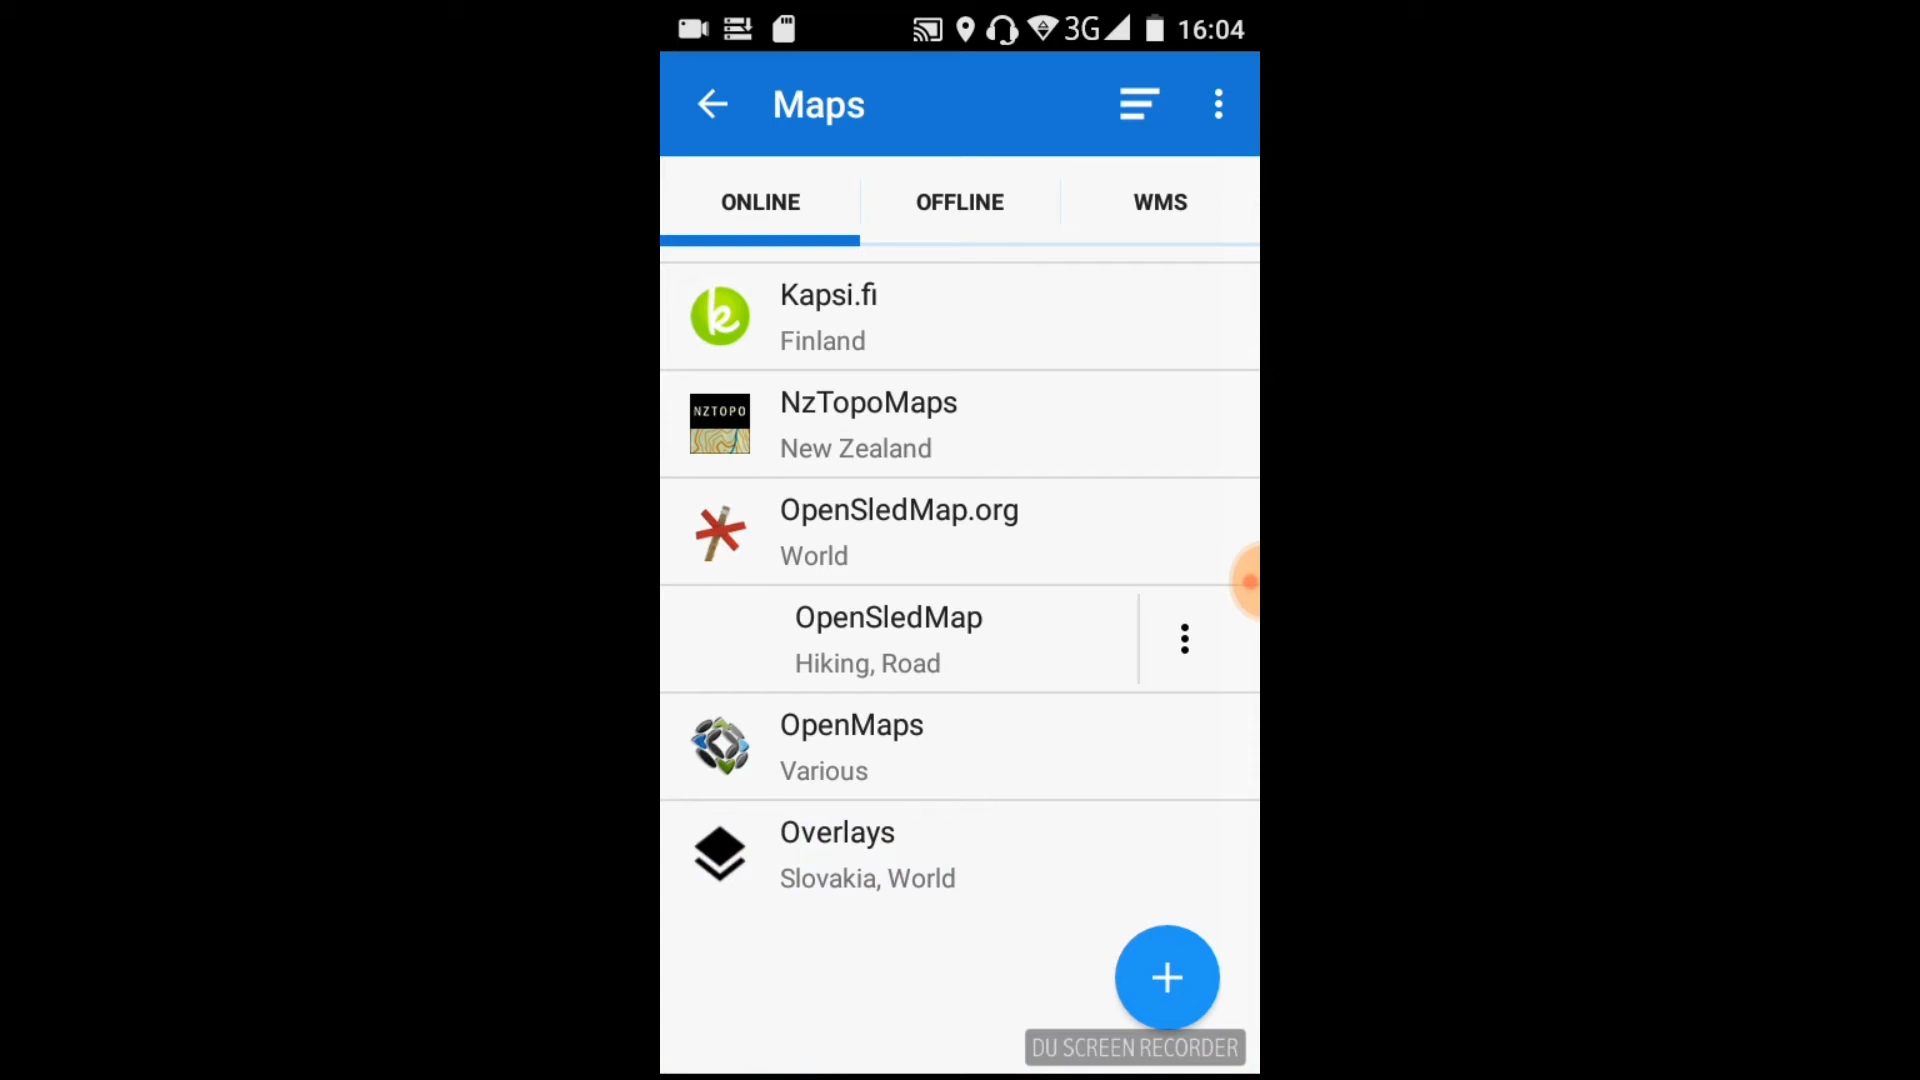 3G 16:04
Maps
ONLINE OFFLINE WMS
Kapsi.fi
Finland
NZTOPO
NzTopoMaps
New Zealand
OpenSledMap.org
World
OpenSledMap
Hiking, Road
OpenMaps
Various
Overlays
Slovakia, World
DU SCREEN RECORDER